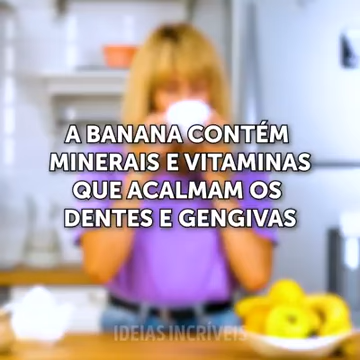 A BANANA CONTÉM
MINERAIS E VITAMINAS
QUE ACALMAM OS
DENTES E GENGIVAS
IDEIAS INCRÍVEIS